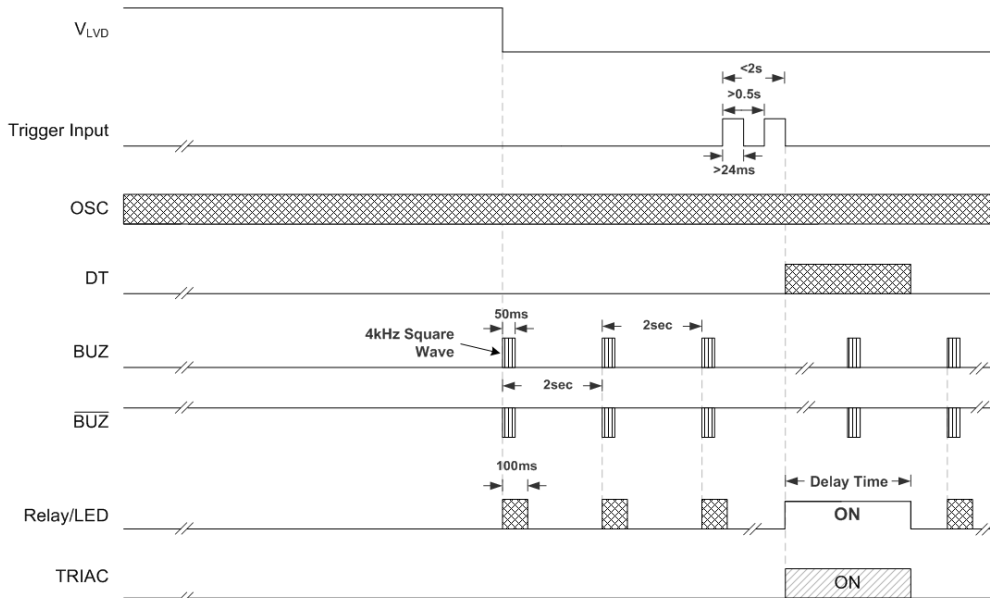 VLVD
<2s
>0.5s
Trigger Input
>24ms
OSC
DT
50ms
2sec
4kHz Square
Wave
BUZ
2sec
BUZ
100ms
Delay Time
Relay/LED
ON
TRIAC
ON